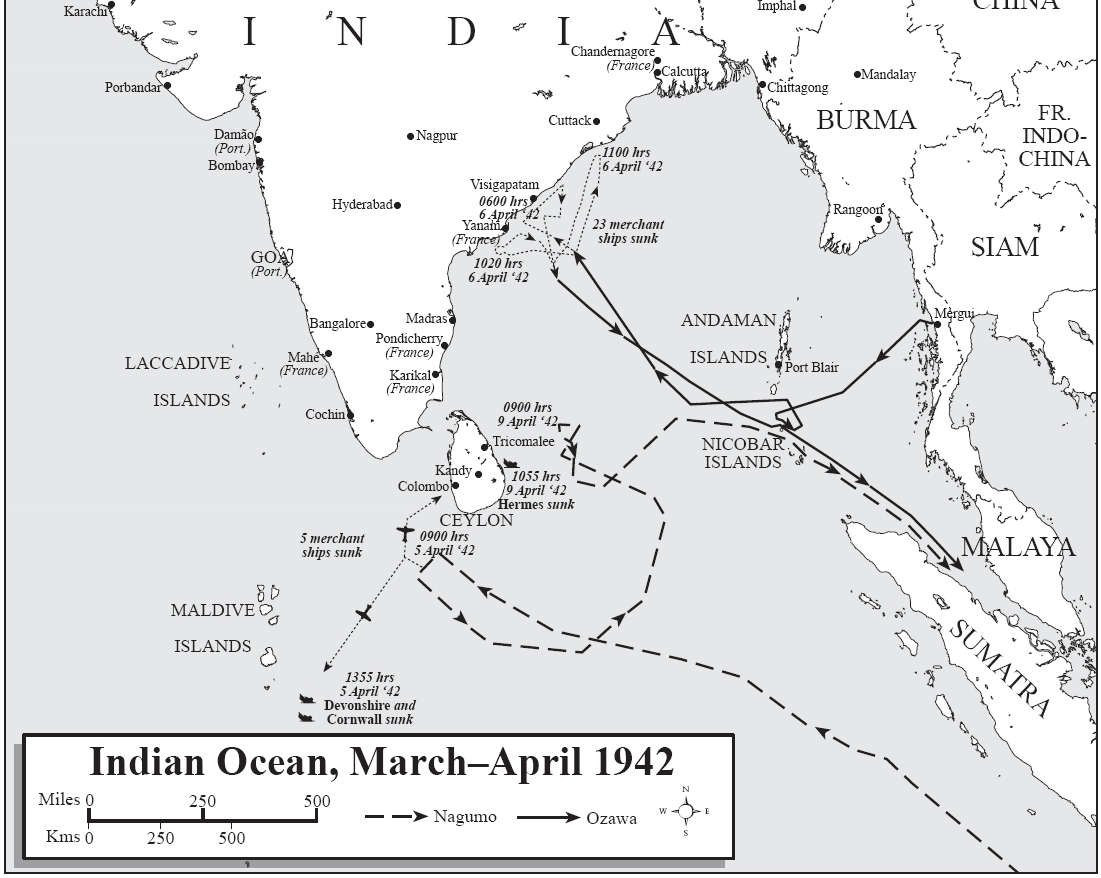 Karachi
I N D I A
Imphal
CHINA
Chandernagore
(France)
Calcutta
Mandalay
Porbandar
Chittagong
BURMA
FR.
INDO-
CHINA
Cuttack
Damão
(Port.)
Nagpur
Bombay
1100 hrs
6 April ‘42
Visigapatam
0600 hrs
6 April ‘42
Hyderabad
Rangoon
Yanam
(France)
23 merchant
ships sunk
SIAM
GOA
(Port.)
1020 hrs
6 April ‘42
Bangalore
Madras
ANDAMAN
ISLANDS
Mergui
Pondicherry
(France)
Mahé
(France)
Port Blair
LACCADIVE
ISLANDS
Karikal
(France)
Cochin
0900 hrs
9 April ‘42
Tricomalee
NICOBAR
ISLANDS
Kandy
Colombo
1055 hrs
9 April ‘42
Hermes sunk
CEYLON
5 merchant
ships sunk
0900 hrs
5 April ‘42
MALAYA
MALDIVE
ISLANDS
SUMATRA
1355 hrs
5 April ‘42
Devonshire and
Cornwall sunk
Indian Ocean, March–April 1942
Miles 0 250 500
Kms 0 250 500
Nagumo
Ozawa
N
W E
S